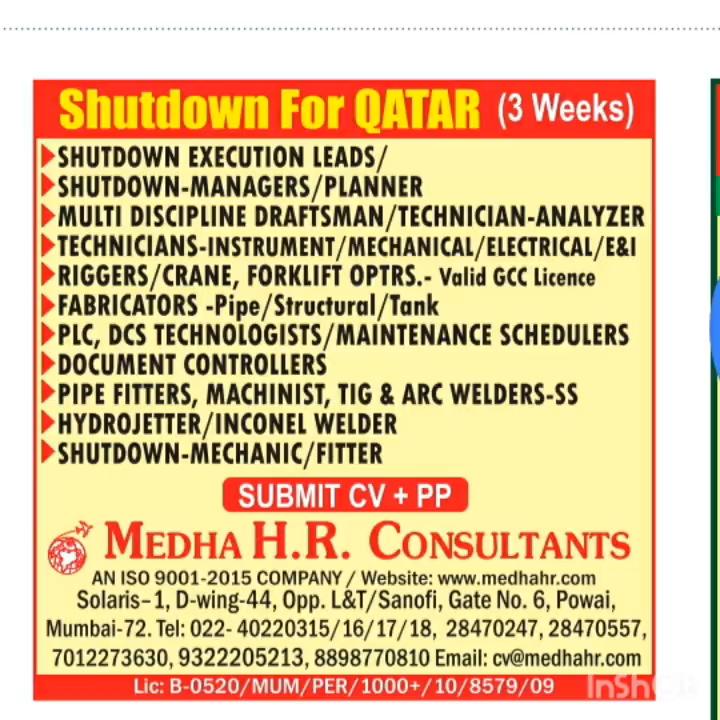 Shutdown For QATAR (3 Weeks)
SHUTDOWN EXECUTION LEADS/
SHUTDOWN-MANAGERS/PLANNER
MULTI DISCIPLINE DRAFTSMAN/TECHNICIAN-ANALYZER
TECHNICIANS-INSTRUMENT/MECHANICAL/ELECTRICAL/E&I
RIGGERS/CRANE, FORKLIFT OPTRS.- Valid GCC Licence
FABRICATORS -Pipe/Structural/Tank
PLC, DCS TECHNOLOGISTS/MAINTENANCE SCHEDULERS
DOCUMENT CONTROLLERS
PIPE FITTERS, MACHINIST, TIG & ARC WELDERS-SS
HYDROJETTER/INCONEL WELDER
SHUTDOWN-MECHANIC/FITTER
SUBMIT CV + PP
MEDHA H.R. CONSULTANTS
AN ISO 9001-2015 COMPANY / Website: www.medhahr.com
Solaris-1, D-wing-44, Opp. L&T/Sanofi, Gate No. 6, Powai,
Mumbai-72. Tel: 022- 40220315/16/17/18, 28470247, 28470557,
7012273630, 9322205213, 8898770810 Email: cv@medhahr.com
Lic: B-0520/MUM/PER/1000+/10/8579/09